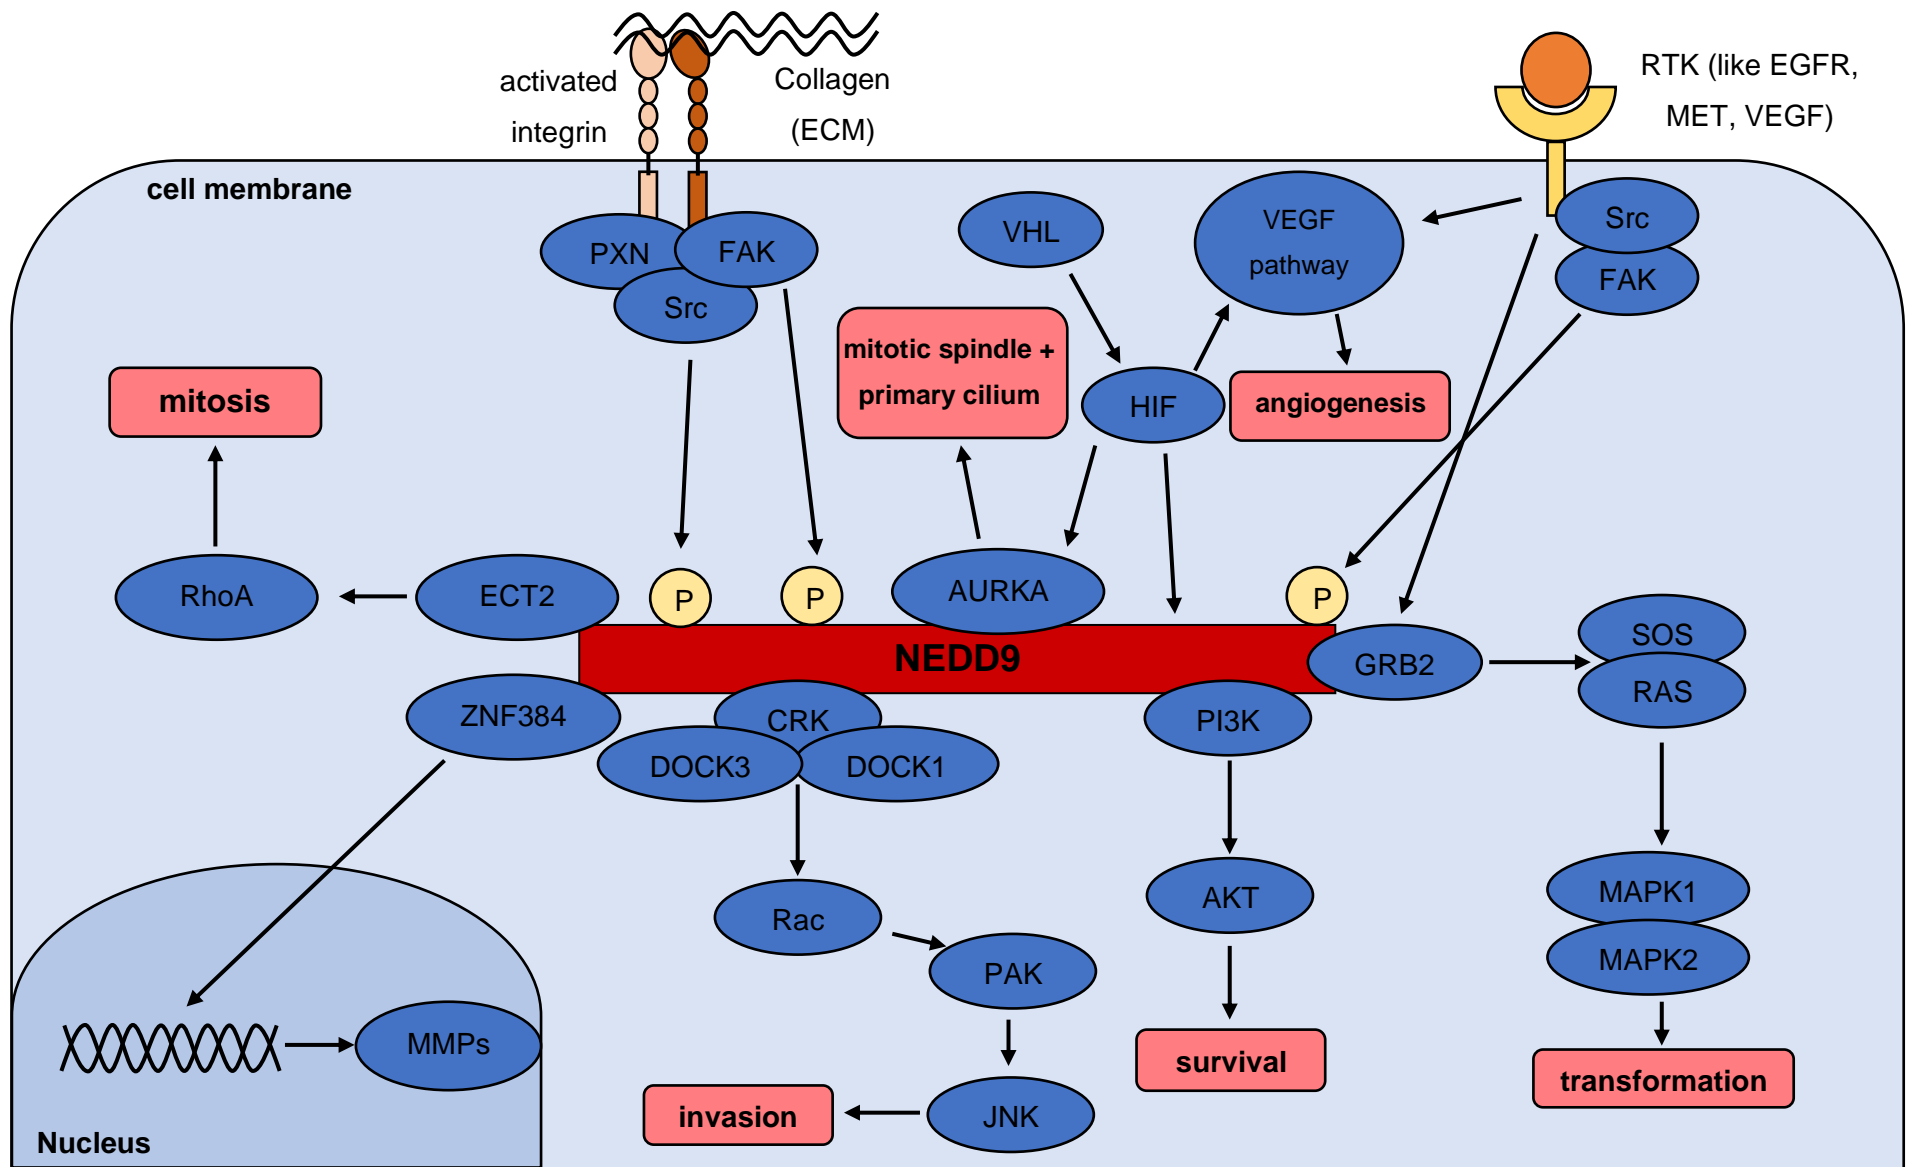 activated
integrin
Collagen
(ECM)
RTK (like EGFR,
MET, VEGF)
cell membrane
PXN
FAK
Src
VHL
VEGF
pathway
Src
FAK
mitotic spindle +
primary cilium
HIF
angiogenesis
mitosis
RhoA
ECT2
P
P
AURKA
P
NEDD9
GRB2
SOS
RAS
ZNF384
CRK
DOCK3
DOCK1
PI3K
Rac
PAK
AKT
MAPK1
MAPK2
MMPs
JNK
invasion
survival
transformation
Nucleus